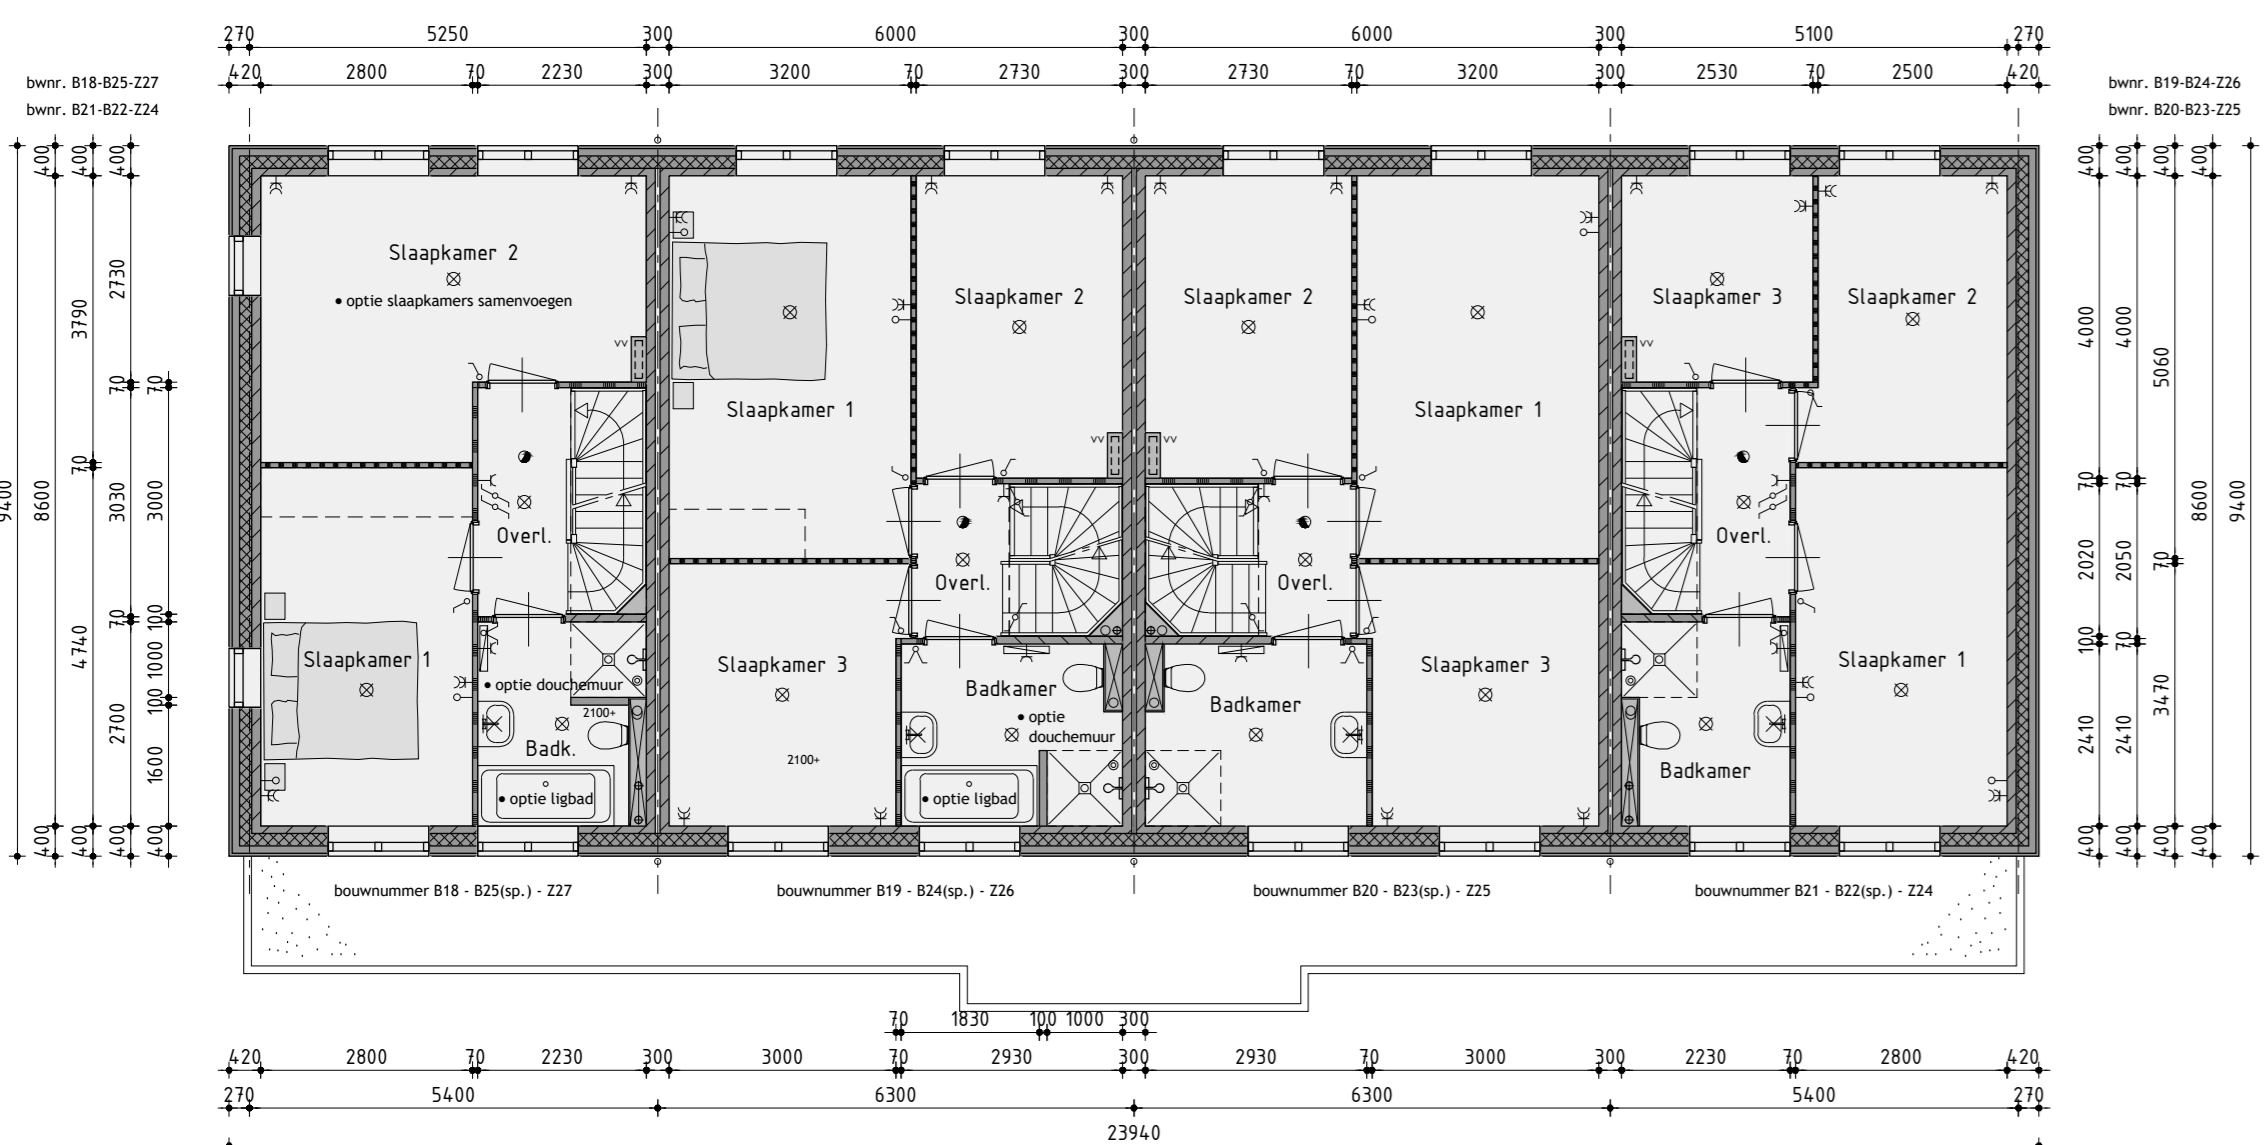 270 5250 300 6000 300 6000 300 5100 270
420 2800 70 2230 300 3200 70 2730 300 2730 70 3200 300 2530 70 2500 420
bwnr. B18-B25-Z27
bwnr. B21-B22-Z24
bwnr. B19-B24-Z26
bwnr. B20-B23-Z25
9400
400 8600 400
400 3790 70 4740 400
400 2730 70 3030 70 2700 400
70 3000 100 1000 100 1600 400
Slaapkamer 2
• optie slaapkamers samenvoegen
vv
Overl.
Slaapkamer 1
• optie douchemuur
2100+
Badk.
• optie ligbad
Slaapkamer 1
Slaapkamer 2
vv
Overl.
Slaapkamer 3
2100+
Badkamer
• optie
douchemuur
• optie ligbad
Slaapkamer 2
Slaapkamer 1
vv
Overl.
Badkamer
Slaapkamer 3
Slaapkamer 3
Slaapkamer 2
vv
Overl.
Slaapkamer 1
Badkamer
400 4000 70 2020 100 2410 400
400 4000 70 2050 70 2410 400
400 5060 70 3470 400
400 8600 400
9400
bouwnummer B18 - B25(sp.) - Z27
bouwnummer B19 - B24(sp.) - Z26
bouwnummer B20 - B23(sp.) - Z25
bouwnummer B21 - B22(sp.) - Z24
70 1830 100 1000 300
420 2800 70 2230 300 3000 70 2930 300 2930 70 3000 300 2230 70 2800 420
270 5400 6300 6300 5400 270
23940